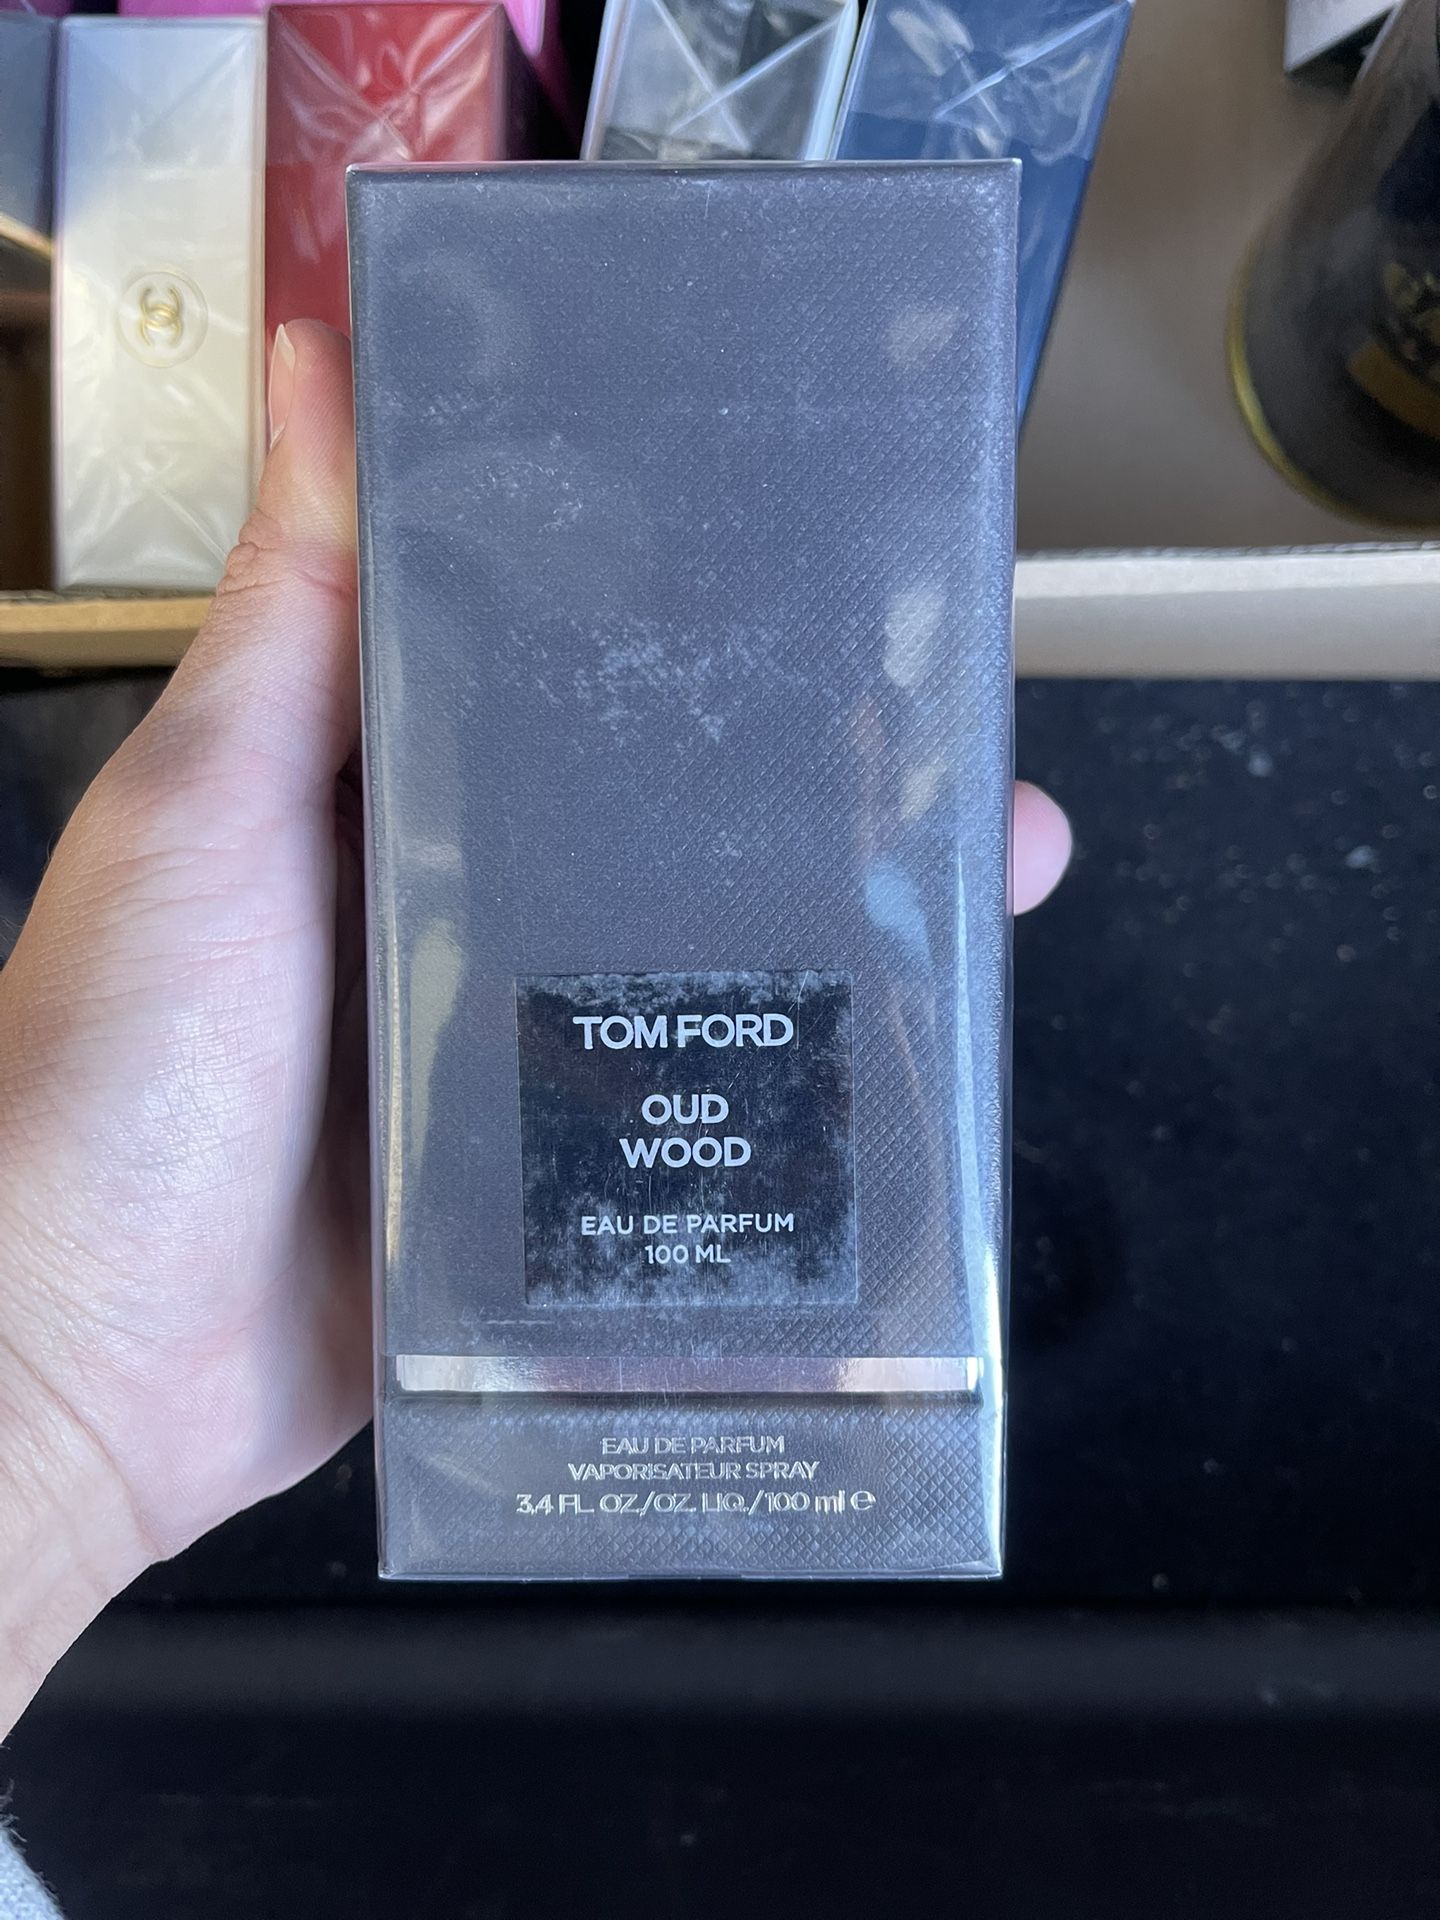 TOM FORD
OUD
WOOD
EAU DE PARFUM
100 ML
EAU DE PARFUM
VAPORISATEUR SPRAY
3,4 FL. OZ./OZ. LIQ./100 ml ℮